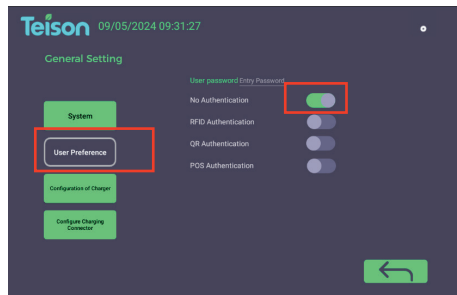 Teison 09/05/2024 09:31:27
General Setting
User password Entry Password
No Authentication
System
RFID Authentication
User Preference
QR Authentication
POS Authentication
Configuration of Charger
Configure Charging
Connector